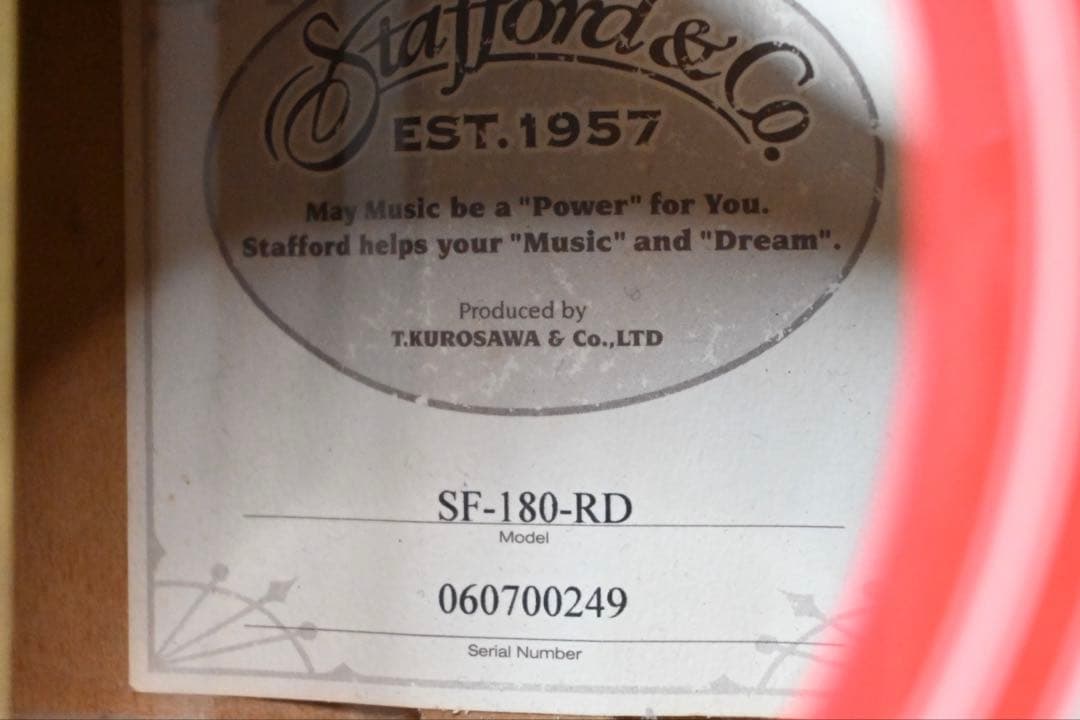 Stafford & Co.
EST. 1957
May Music be a "Power" for You.
Stafford helps your "Music" and "Dream".
Produced by
T.KUROSAWA & Co.,LTD
SF-180-RD
Model
060700249
Serial Number